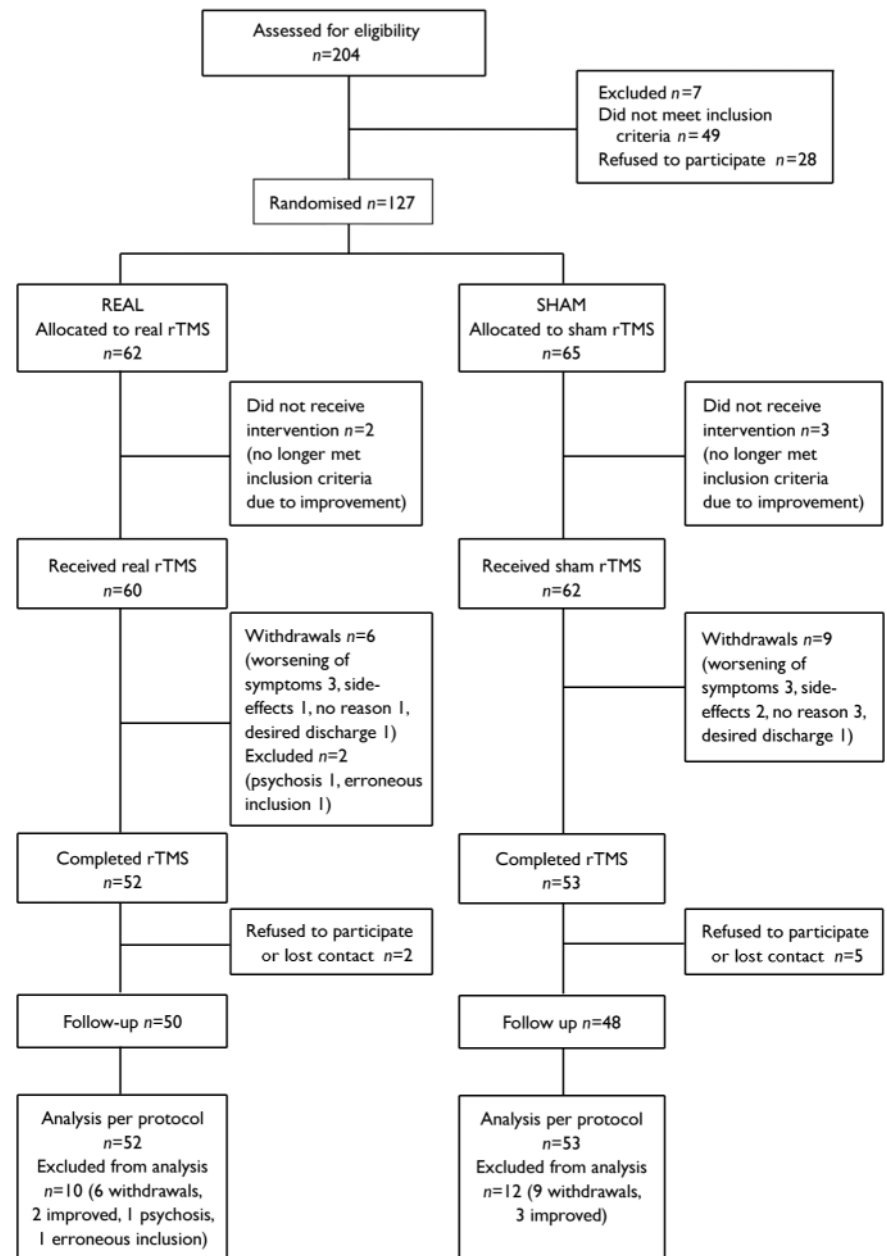 Assessed for eligibility
n=204
Excluded n=7
Did not meet inclusion
criteria n=49
Refused to participate n=28
Randomised n=127
REAL
Allocated to real rTMS
n=62
SHAM
Allocated to sham rTMS
n=65
Did not receive
intervention n=2
(no longer met
inclusion criteria
due to improvement)
Did not receive
intervention n=3
(no longer met
inclusion criteria
due to improvement)
Received real rTMS
n=60
Received sham rTMS
n=62
Withdrawals n=6
(worsening of
symptoms 3, side-
effects 1, no reason 1,
desired discharge 1)
Excluded n=2
(psychosis 1, erroneous
inclusion 1)
Withdrawals n=9
(worsening of
symptoms 3, side-
effects 2, no reason 3,
desired discharge 1)
Completed rTMS
n=52
Completed rTMS
n=53
Refused to participate
or lost contact n=2
Refused to participate
or lost contact n=5
Follow-up n=50
Follow up n=48
Analysis per protocol
n=52
Excluded from analysis
n=10 (6 withdrawals,
2 improved, 1 psychosis,
1 erroneous inclusion)
Analysis per protocol
n=53
Excluded from analysis
n=12 (9 withdrawals,
3 improved)